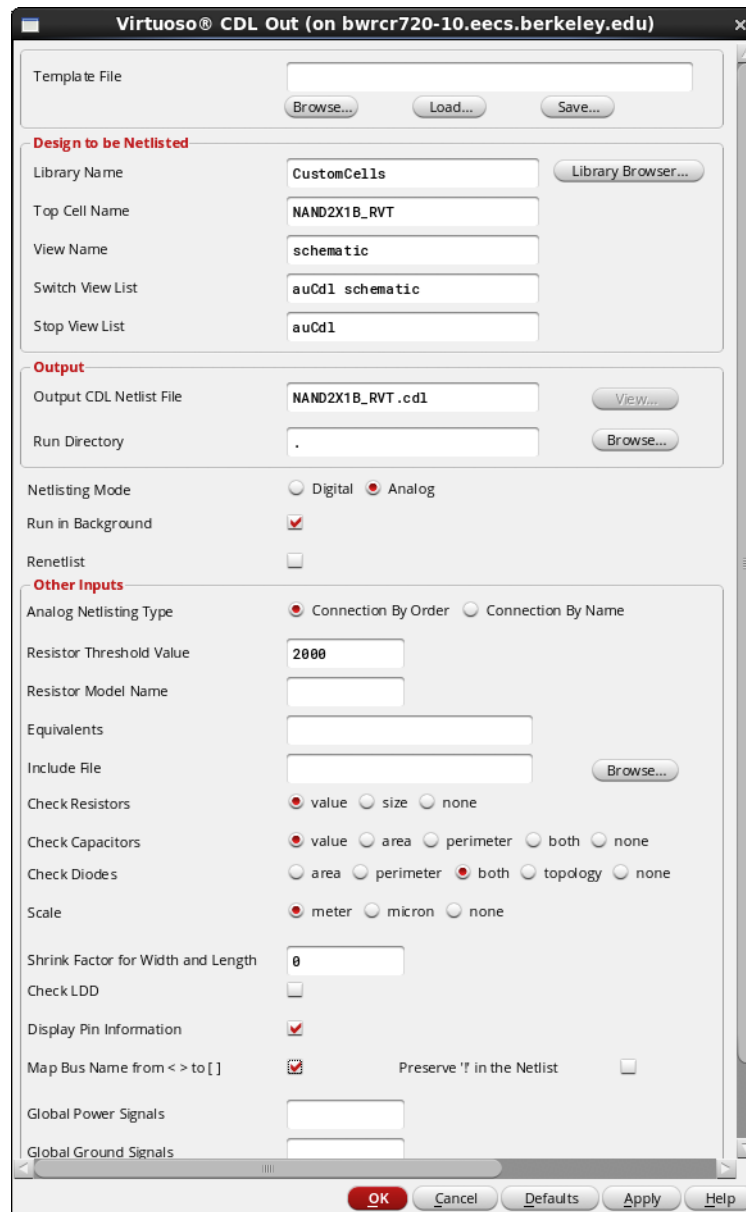 Virtuoso® CDL Out (on bwrcr720-10.eecs.berkeley.edu)
Template File
Browse... Load... Save...
Design to be Netlisted
Library Name CustomCells Library Browser...
Top Cell Name NAND2X1B_RVT
View Name schematic
Switch View List auCdl schematic
Stop View List auCdl
Output
Output CDL Netlist File NAND2X1B_RVT.cdl View...
Run Directory . Browse...
Netlisting Mode Digital Analog
Run in Background
Renetlist
Other Inputs
Analog Netlisting Type Connection By Order Connection By Name
Resistor Threshold Value 2000
Resistor Model Name
Equivalents
Include File Browse...
Check Resistors value size none
Check Capacitors value area perimeter both none
Check Diodes area perimeter both topology none
Scale meter micron none
Shrink Factor for Width and Length 0
Check LDD
Display Pin Information
Map Bus Name from < > to [ ] Preserve '!' in the Netlist
Global Power Signals
Global Ground Signals
OK Cancel Defaults Apply Help